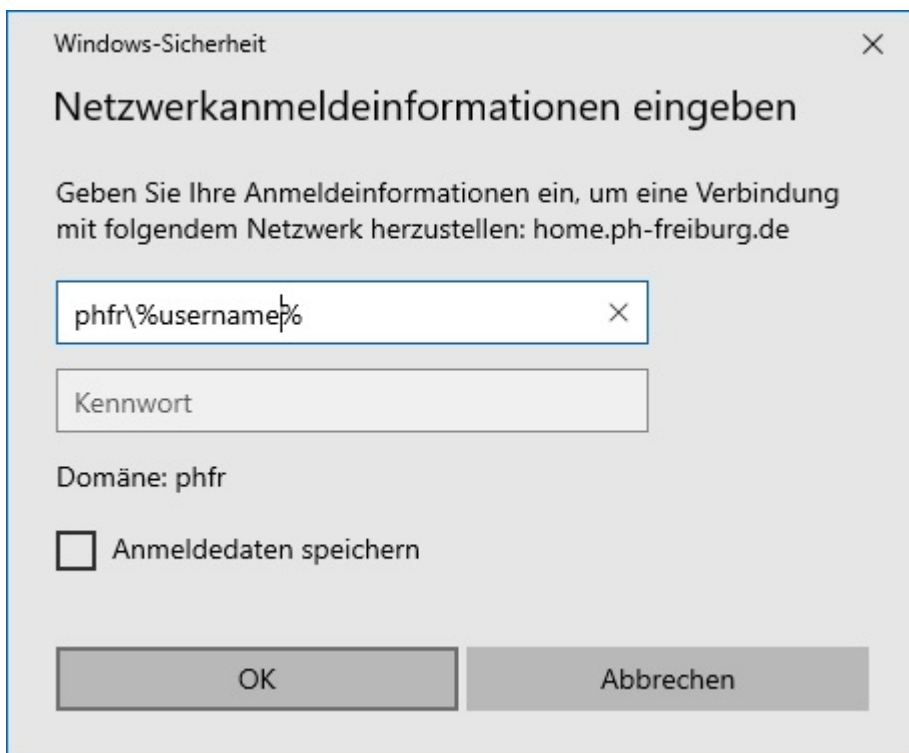 Windows-Sicherheit
Netzwerkanmeldeinformationen eingeben
Geben Sie Ihre Anmeldeinformationen ein, um eine Verbindung
mit folgendem Netzwerk herzustellen: home.ph-freiburg.de
phfr\%username%
Kennwort
Domäne: phfr
Anmeldedaten speichern
OK Abbrechen